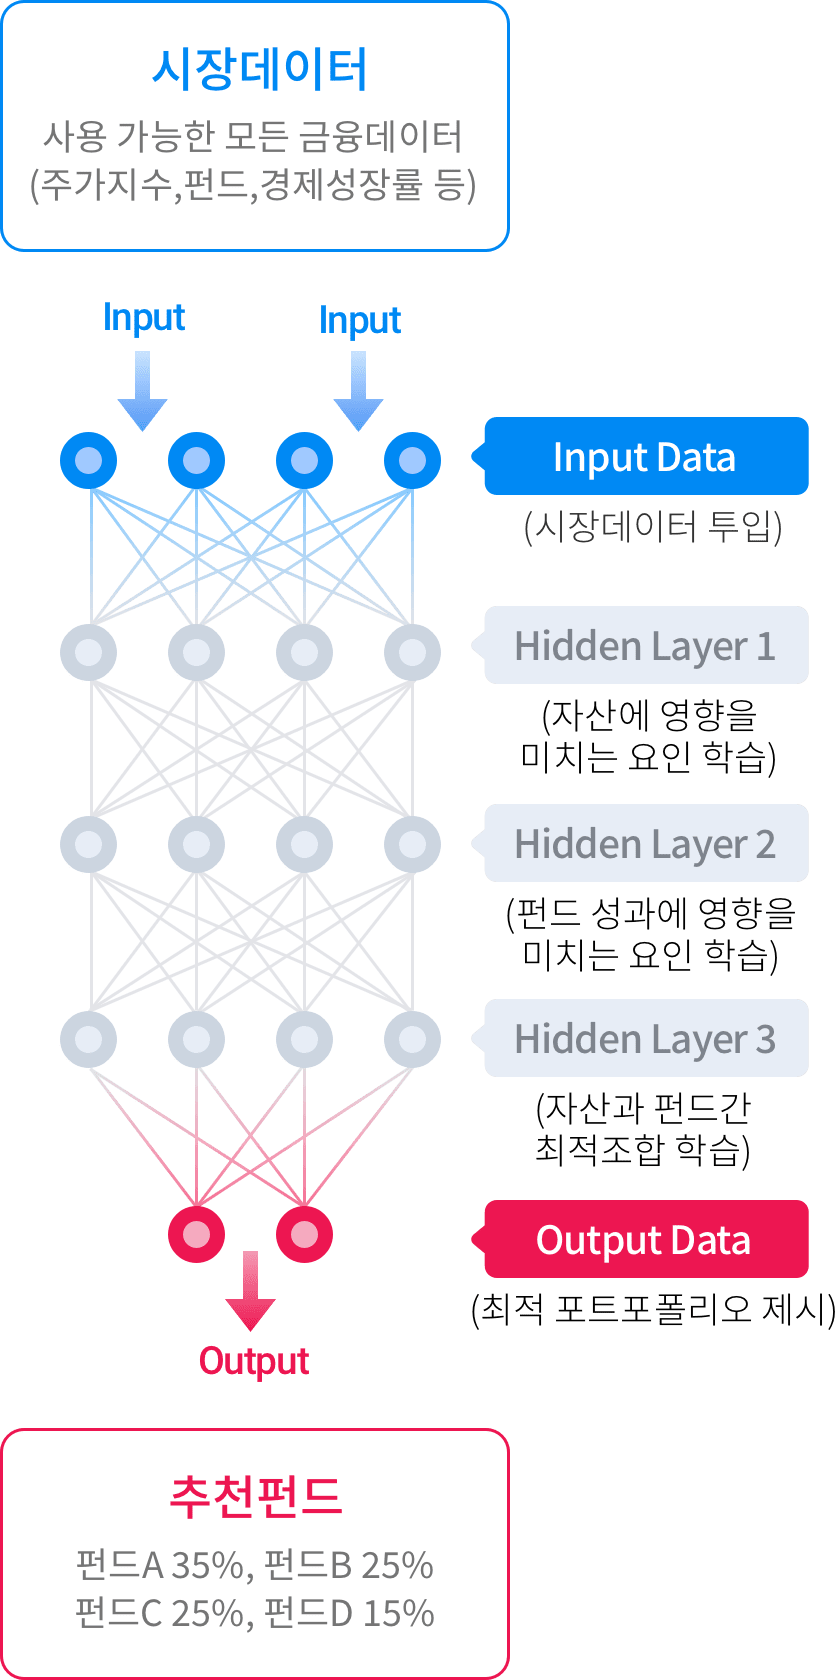 시장데이터
사용 가능한 모든 금융데이터
(주가지수,펀드,경제성장률 등)
Input
Input
Input Data
(시장데이터 투입)
Hidden Layer 1
(자산에 영향을
미치는 요인 학습)
Hidden Layer 2
(펀드 성과에 영향을
미치는 요인 학습)
Hidden Layer 3
(자산과 펀드간
최적조합 학습)
Output Data
(최적 포트포폴리오 제시)
Output
추천펀드
펀드A 35%, 펀드B 25%
펀드C 25%, 펀드D 15%